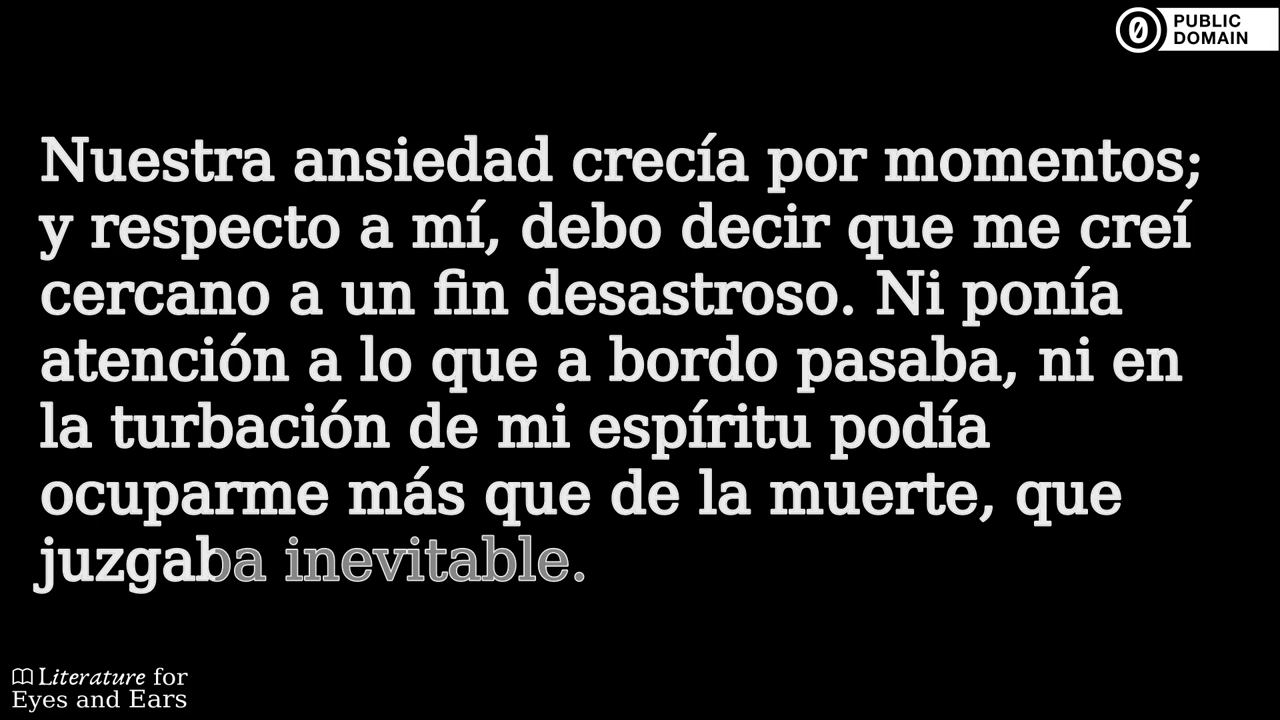 PUBLIC
DOMAIN
Nuestra ansiedad crecía por momentos;
y respecto a mí, debo decir que me creí
cercano a un fin desastroso. Ni ponía
atención a lo que a bordo pasaba, ni en
la turbación de mi espíritu podía
ocuparme más que de la muerte, que
juzgaba inevitable.
Literature for
Eyes and Ears